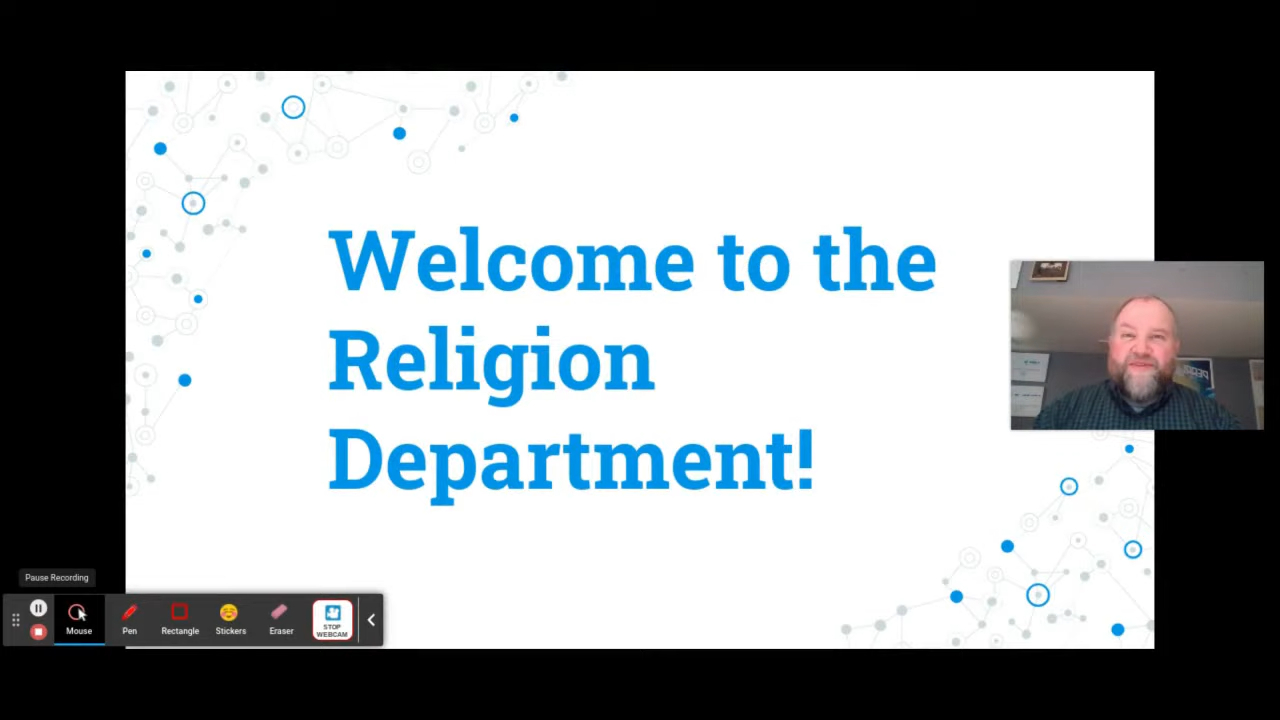 Welcome to the
Religion
Department!
Pause Recording
Mouse
Pen
Rectangle
Stickers
Eraser
STOP
WEBCAM